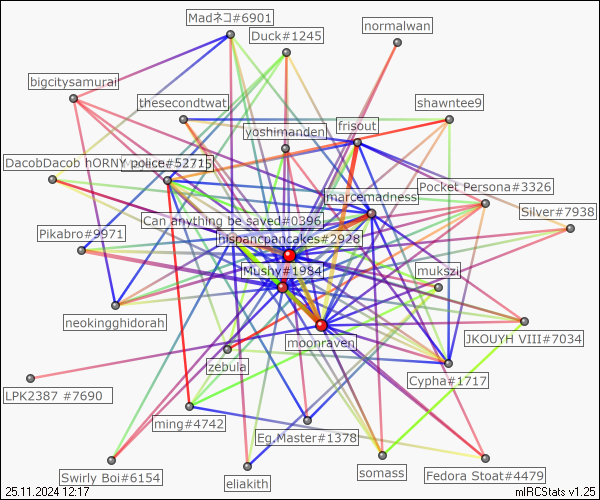 Madネコ#6901
normalwan
Duck#1245
bigcitysamurai
thesecondtwat
shawntee9
yoshimanden
frisout
DacobDacob hORNY police#5271
Pocket Persona#3326
marcemadness
Silver#7938
Can anything be saved#0396
Pikabro#9971
hispancpancakes#2928
Mushy#1984
mukszi
neokingghidorah
moonraven
JKOUYH VIII#7034
zebula
Cypha#1717
LPK2387 #7690
ming#4742
Eg.Master#1378
Swirly Boi#6154
eliakith
somass
Fedora Stoat#4479
25.11.2024 12:17
mIRCStats v1.25